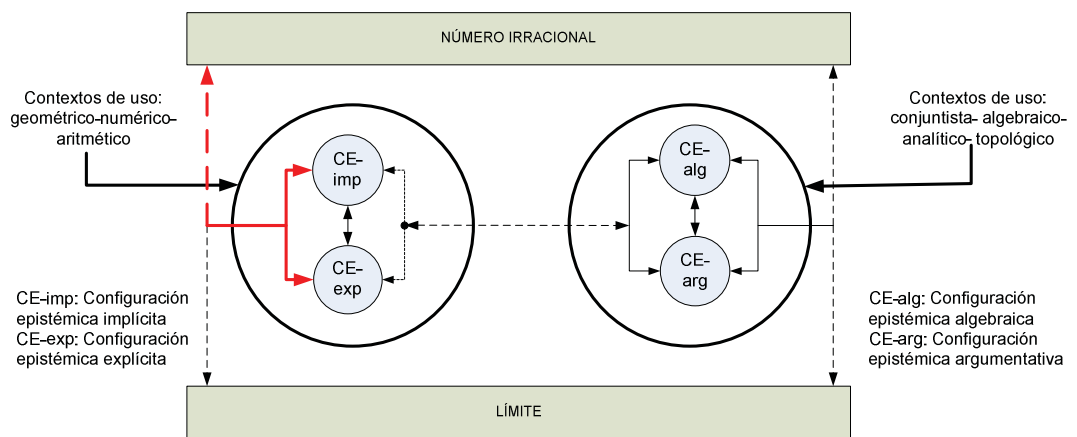 NÚMERO IRRACIONAL
Contextos de uso:
geométrico-numérico-
aritmético
Contextos de uso:
conjuntista- algebraico-
analítico- topológico
CE-
imp
CE-
exp
CE-
alg
CE-
arg
CE-imp: Configuración
epistémica implícita
CE-exp: Configuración
epistémica explícita
CE-alg: Configuración
epistémica algebraica
CE-arg: Configuración
epistémica argumentativa
LÍMITE